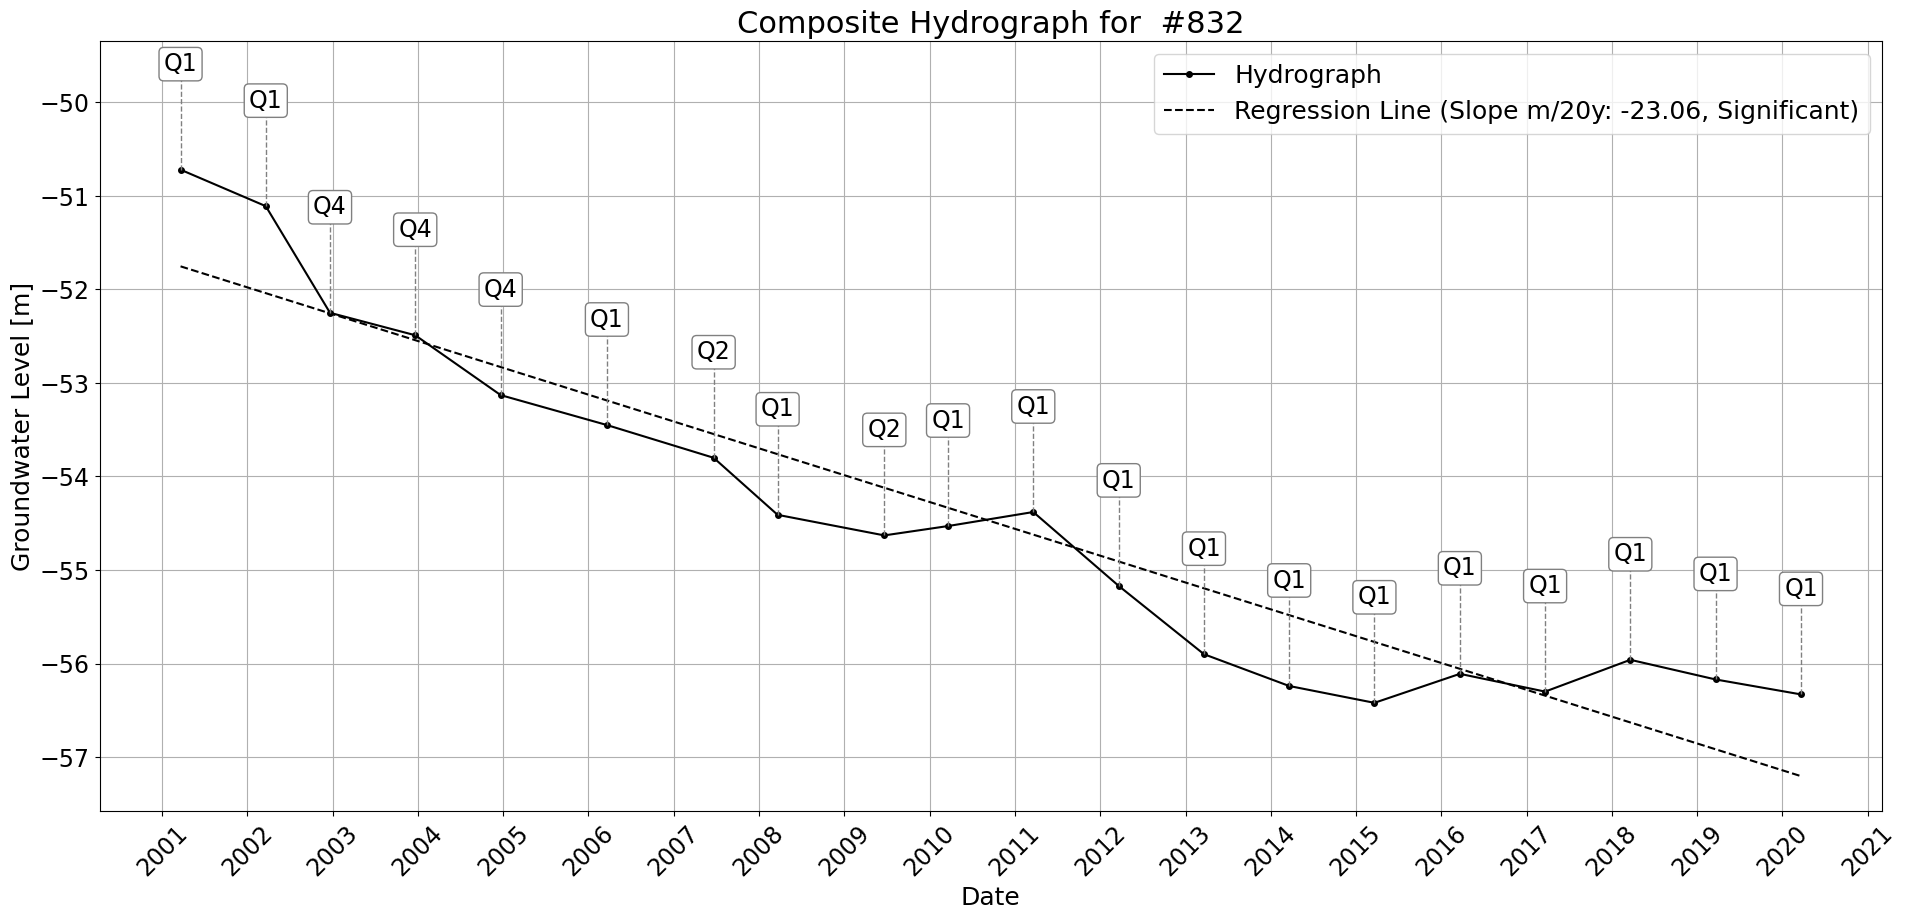 Composite Hydrograph for  #832
Hydrograph
Regression Line (Slope m/20y: -23.06, Significant)
Groundwater Level [m]
−50
−51
−52
−53
−54
−55
−56
−57
Q1
Q1
Q4
Q4
Q4
Q1
Q2
Q1
Q2
Q1
Q1
Q1
Q1
Q1
Q1
Q1
Q1
Q1
Q1
Q1
2001
2002
2003
2004
2005
2006
2007
2008
2009
2010
2011
2012
2013
2014
2015
2016
2017
2018
2019
2020
2021
Date